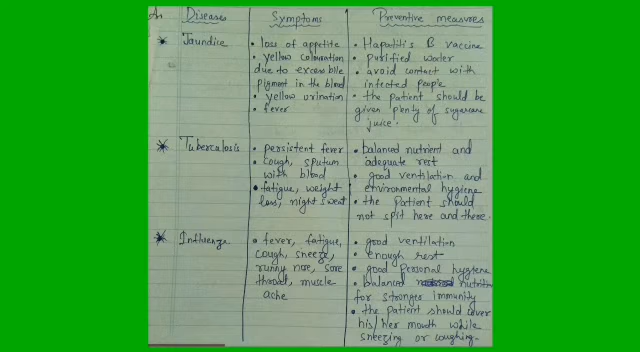 An. Diseases Symptoms Preventive measures
* Jaundice • loss of appetite • Hapatitis B vaccine
• yellow colouration • purified water
due to excess bile • avoid contact with
pigment in the blood infected people
• yellow urination • the patient should be
• fever given plenty of sugarcane
juice.
* Tubercalosis • persistent fever • balanced nutrient and
• cough, sputum adequate rest
with blood • good ventilation and
• fatigue, weight environmental hygiene
loss, night sweat • the patient should
not spit here and there.
* Influenza • fever, fatigue, • good ventilation
cough, sneeze, • enough rest
runny nose, sore • good personal hygiene
throat, muscle • balanced nutrition
ache for stronger immunity
• the patient should cover
his/her mouth while
sneezing or coughing.